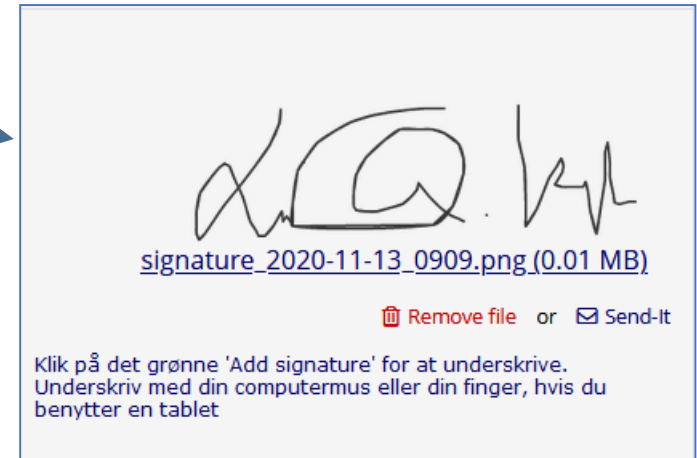 signature_2020-11-13_0909.png (0.01 MB)
Remove file or Send-It
Klik på det grønne 'Add signature' for at underskrive.
Underskriv med din computermus eller din finger, hvis du
benytter en tablet